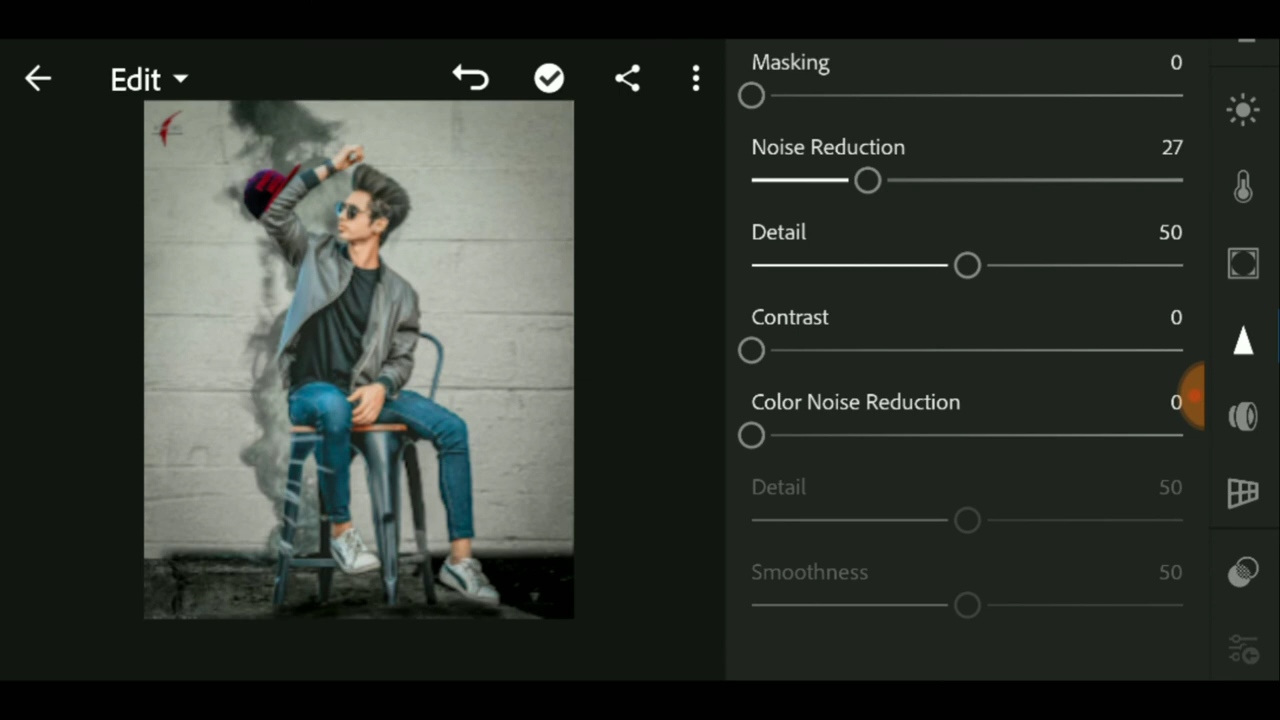 Edit
Masking 0
Noise Reduction 27
Detail 50
Contrast 0
Color Noise Reduction 0
Detail 50
Smoothness 50